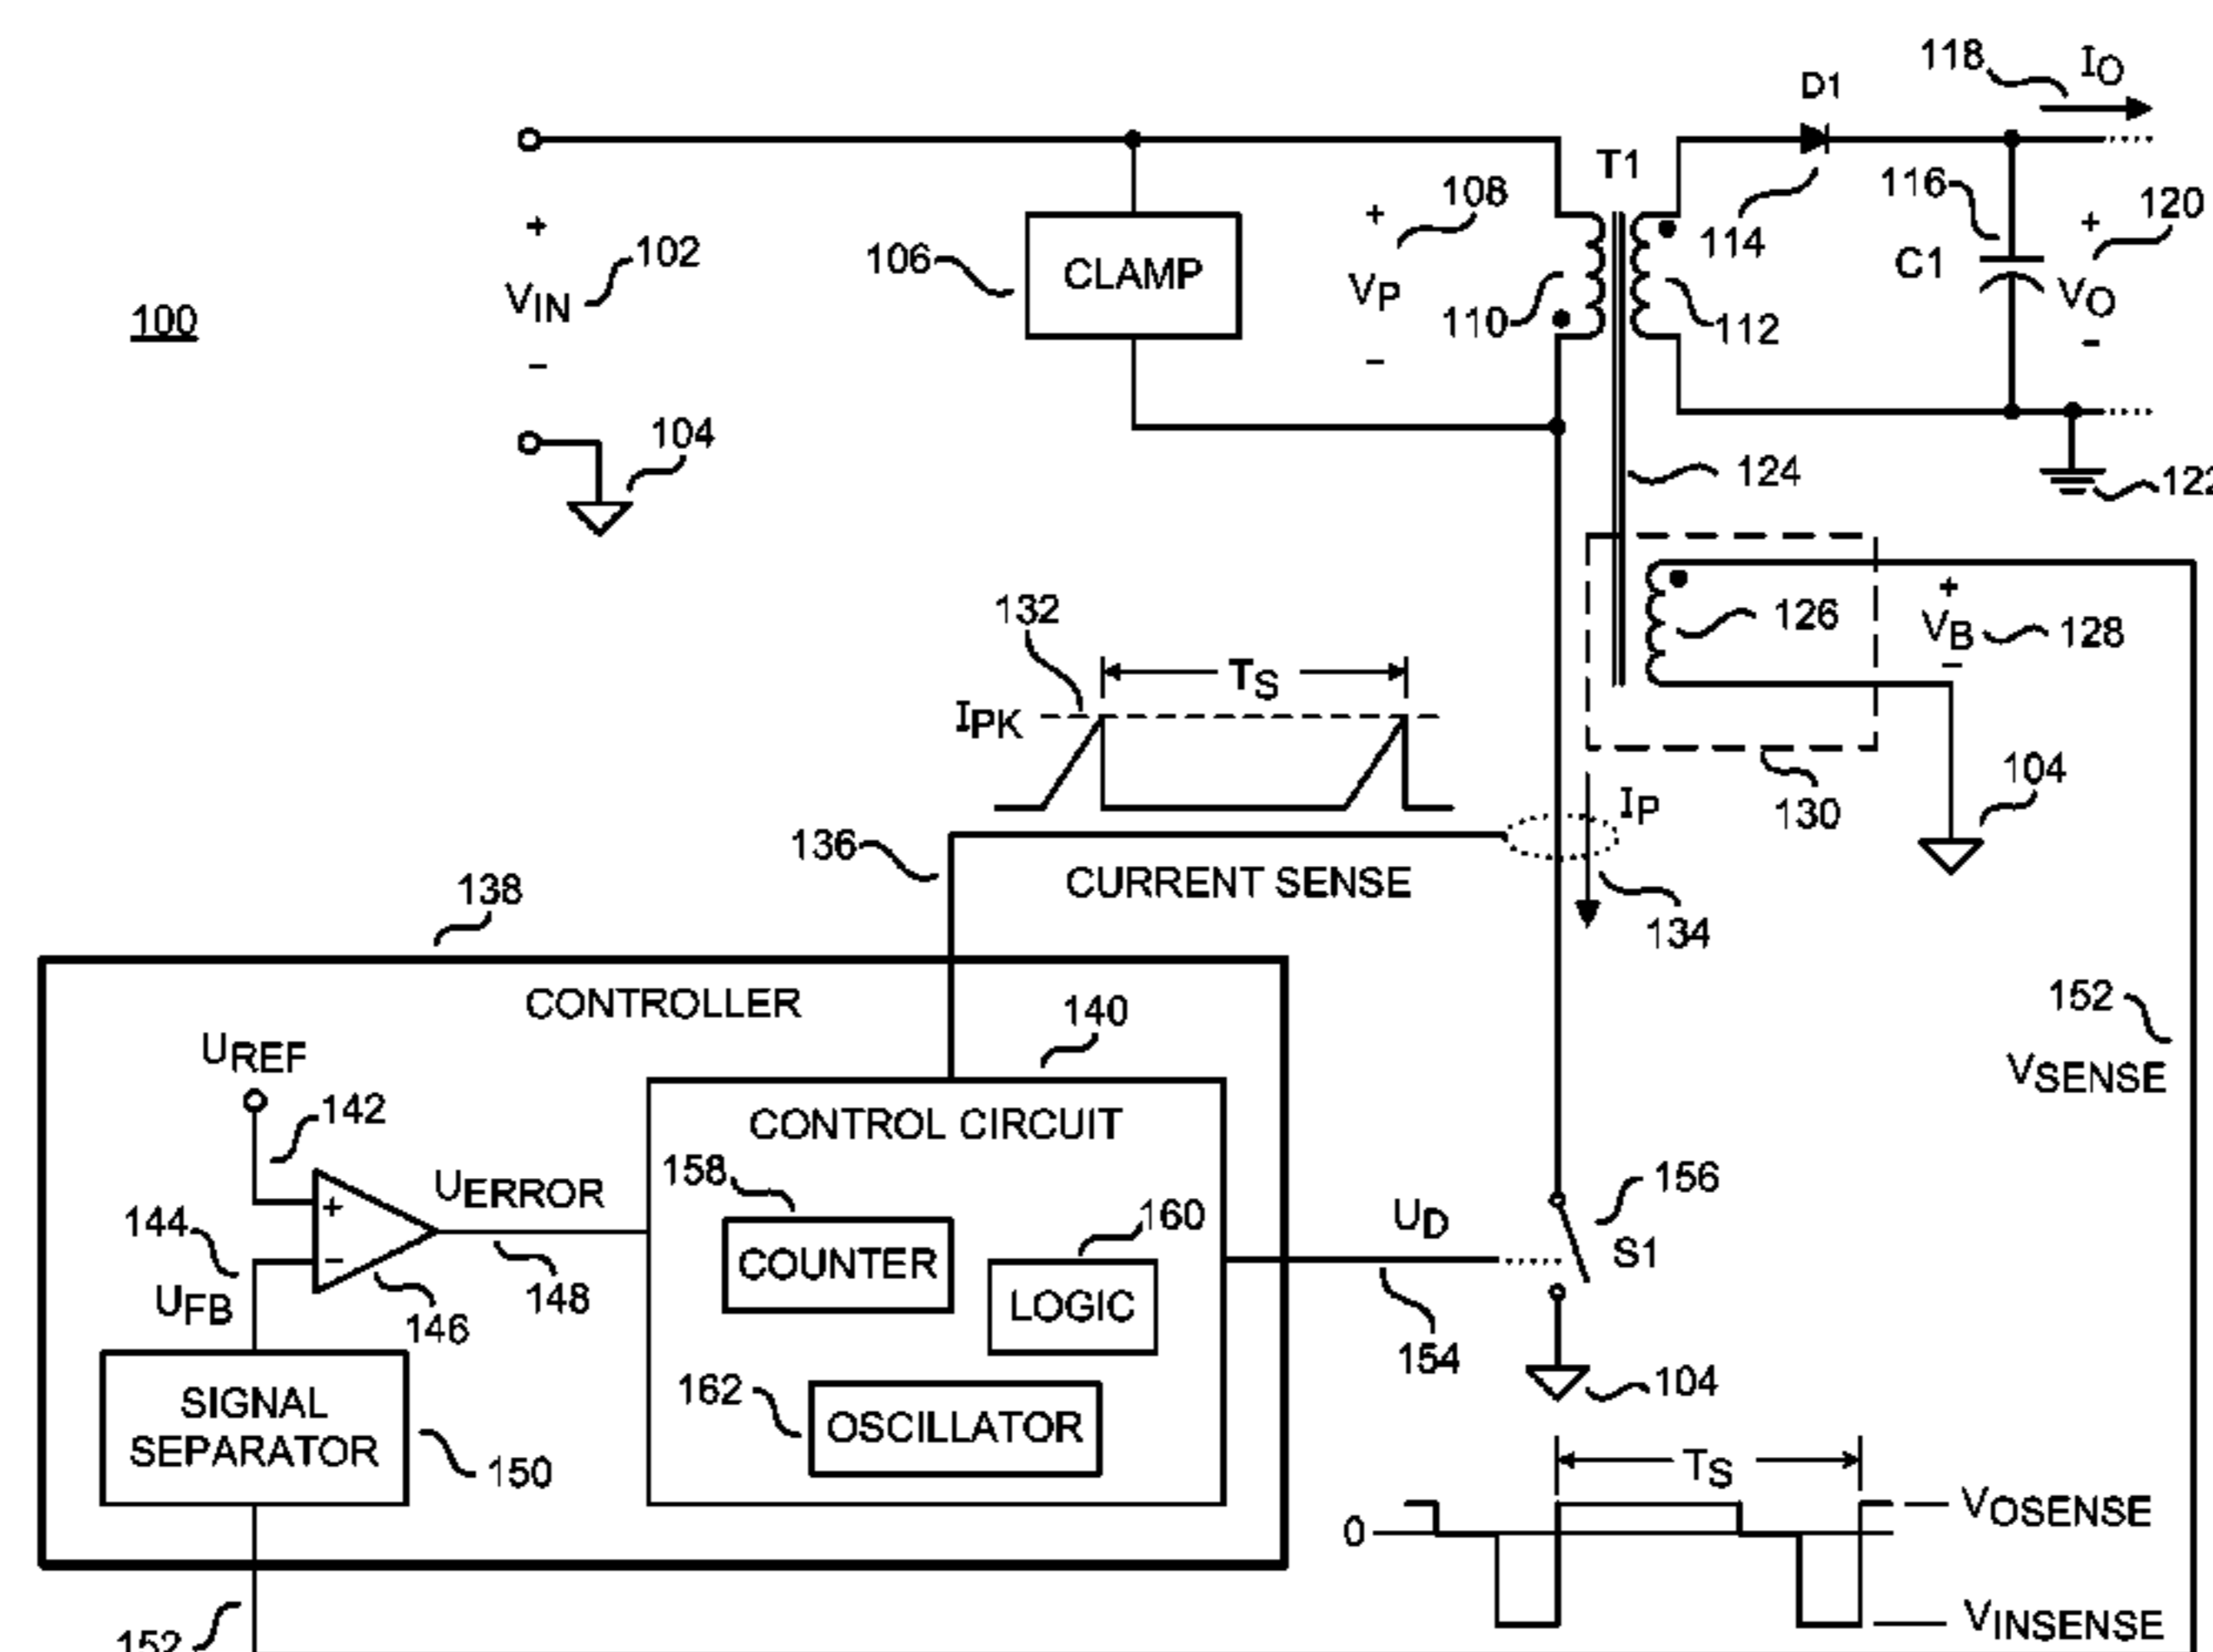 118 IO
D1
T1
116
120
+
VIN
-
102
106
CLAMP
+
VP
-
108
110
112
114
C1
+
VO
-
100
104
124
122
132
TS
IPK
126
+
VB
-
128
130
104
136
IP
CURRENT SENSE
134
138
CONTROLLER
140
152
VSENSE
UREF
142
CONTROL CIRCUIT
158
COUNTER
160
LOGIC
162
OSCILLATOR
+
-
144
UFB
146
UERROR
148
SIGNAL
SEPARATOR
150
UD
154
156
S1
104
TS
0
VOSENSE
VINSENSE
152